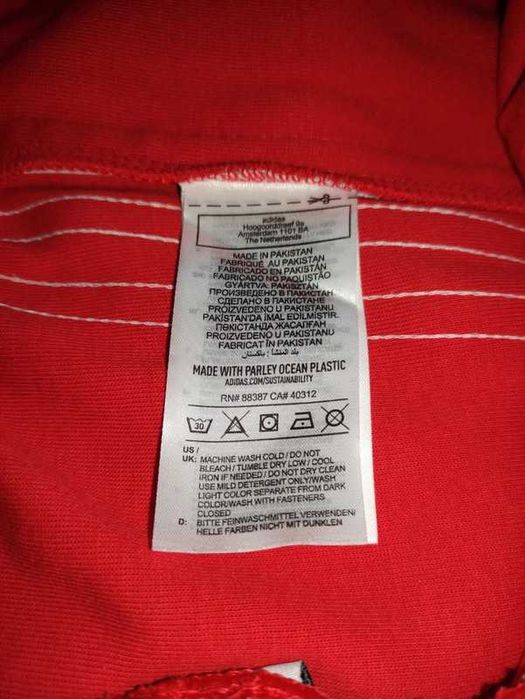 adidas
Hoogoorddreef 9a
Amsterdam 1101 BA
The Netherlands
MADE IN PAKISTAN
FABRIQUÉ AU PAKISTAN
FABRICADO EN PAKISTÁN
FABRICADO NO PAQUISTÃO
GYÁRTVA: PAKISZTÁN
ПРОИЗВЕДЕНО В ПАКИСТАН
СДЕЛАНО В ПАКИСТАНЕ
PROIZVEDENO U PAKISTANU
PROIZVEDENO U PAKISTANU
PAKISTAN'DA İMAL EDİLMİŞTİR.
ПӘКІСТАНДА ЖАСАЛҒАН
FABRICAT ÎN PAKISTAN
بلد المنشأ : باكستان
MADE WITH PARLEY OCEAN PLASTIC
ADIDAS.COM/SUSTAINABILITY
RN# 88387 CA# 40312
30
US /
UK: MACHINE WASH COLD / DO NOT
BLEACH / TUMBLE DRY LOW / COOL
IRON IF NEEDED / DO NOT DRY CLEAN
USE MILD DETERGENT ONLY/WASH
LIGHT COLOR SEPARATE FROM DARK
COLOR/WASH WITH FASTENERS
CLOSED
D: BITTE FEINWASCHMITTEL VERWENDEN/
HELLE FARBEN NICHT MIT DUNKLEN